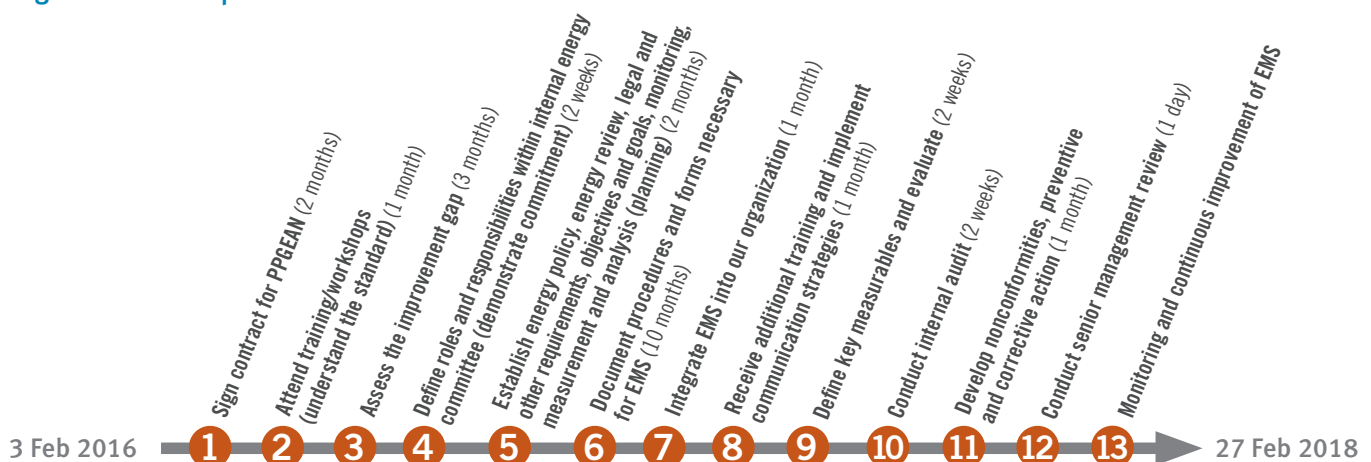 Sign contract for PPGEAN (2 months)
Attend training/workshops
(understand the standard) (1 month)
Assess the improvement gap (3 months)
Define roles and responsibilities within internal energy
committee (demonstrate commitment) (2 weeks)
Establish energy policy, energy review, legal and
other requirements, objectives and goals, monitoring,
measurement and analysis (planning) (2 months)
Document procedures and forms necessary
for EMS (10 months)
Integrate EMS into our organization (1 month)
Receive additional training and implement
communication strategies (1 month)
Define key measurables and evaluate (2 weeks)
Conduct internal audit (2 weeks)
Develop nonconformities, preventive
and corrective action (1 month)
Conduct senior management review (1 day)
Monitoring and continuous improvement of EMS
3 Feb 2016 1 2 3 4 5 6 7 8 9 10 11 12 13 27 Feb 2018